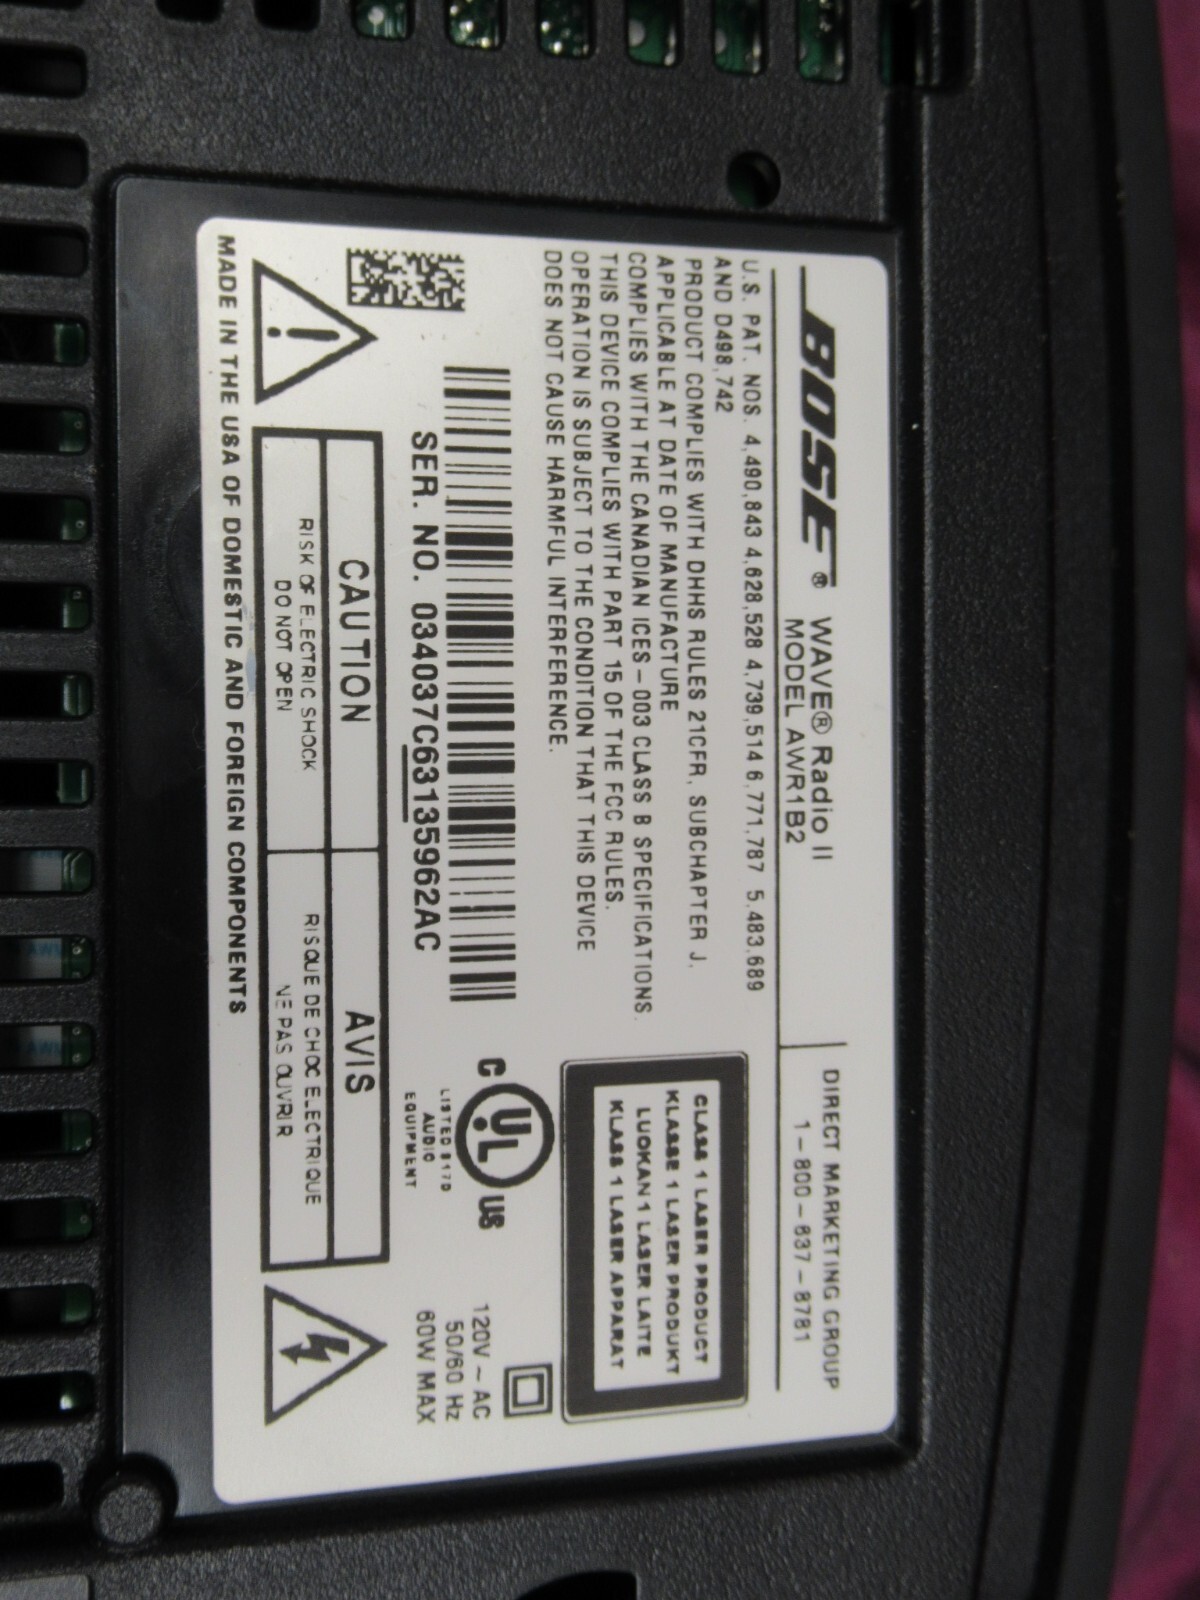 BOSE® WAVE® Radio II
MODEL AWR1B2
DIRECT MARKETING GROUP
1-800-637-8781
U.S. PAT. NOS. 4,490,843 4,628,528 4,739,514 6,771,787 5,483,689
AND D498,742
PRODUCT COMPLIES WITH DHHS RULES 21CFR, SUBCHAPTER J.
APPLICABLE AT DATE OF MANUFACTURE
COMPLIES WITH THE CANADIAN ICES-003 CLASS B SPECIFICATIONS.
THIS DEVICE COMPLIES WITH PART 15 OF THE FCC RULES.
OPERATION IS SUBJECT TO THE CONDITION THAT THIS DEVICE
DOES NOT CAUSE HARMFUL INTERFERENCE.
CLASS 1 LASER PRODUCT
KLASSE 1 LASER PRODUKT
LUOKAN 1 LASER LAITE
KLASS 1 LASER APPARAT
SER. NO. 034037C63135962AC
C UL US
LISTED 817D
AUDIO
EQUIPMENT
120V ~ AC
50/60 Hz
60W MAX
CAUTION
RISK OF ELECTRIC SHOCK
DO NOT OPEN
AVIS
RISQUE DE CHOC ELECTRIQUE
NE PAS OUVRIR
MADE IN THE USA OF DOMESTIC AND FOREIGN COMPONENTS